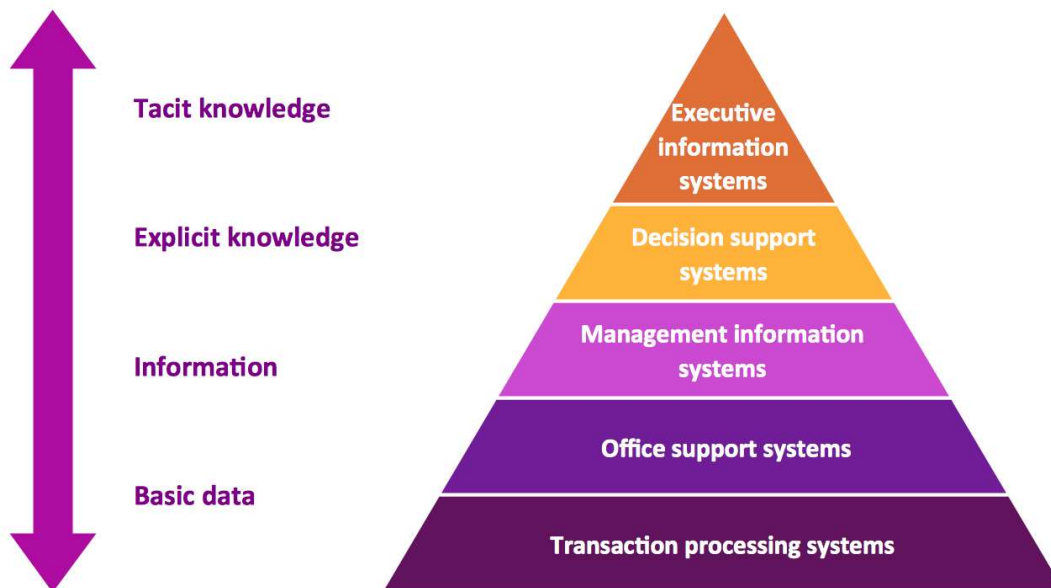 Tacit knowledge
Explicit knowledge
Information
Basic data
Executive
information
systems
Decision support
systems
Management information
systems
Office support systems
Transaction processing systems